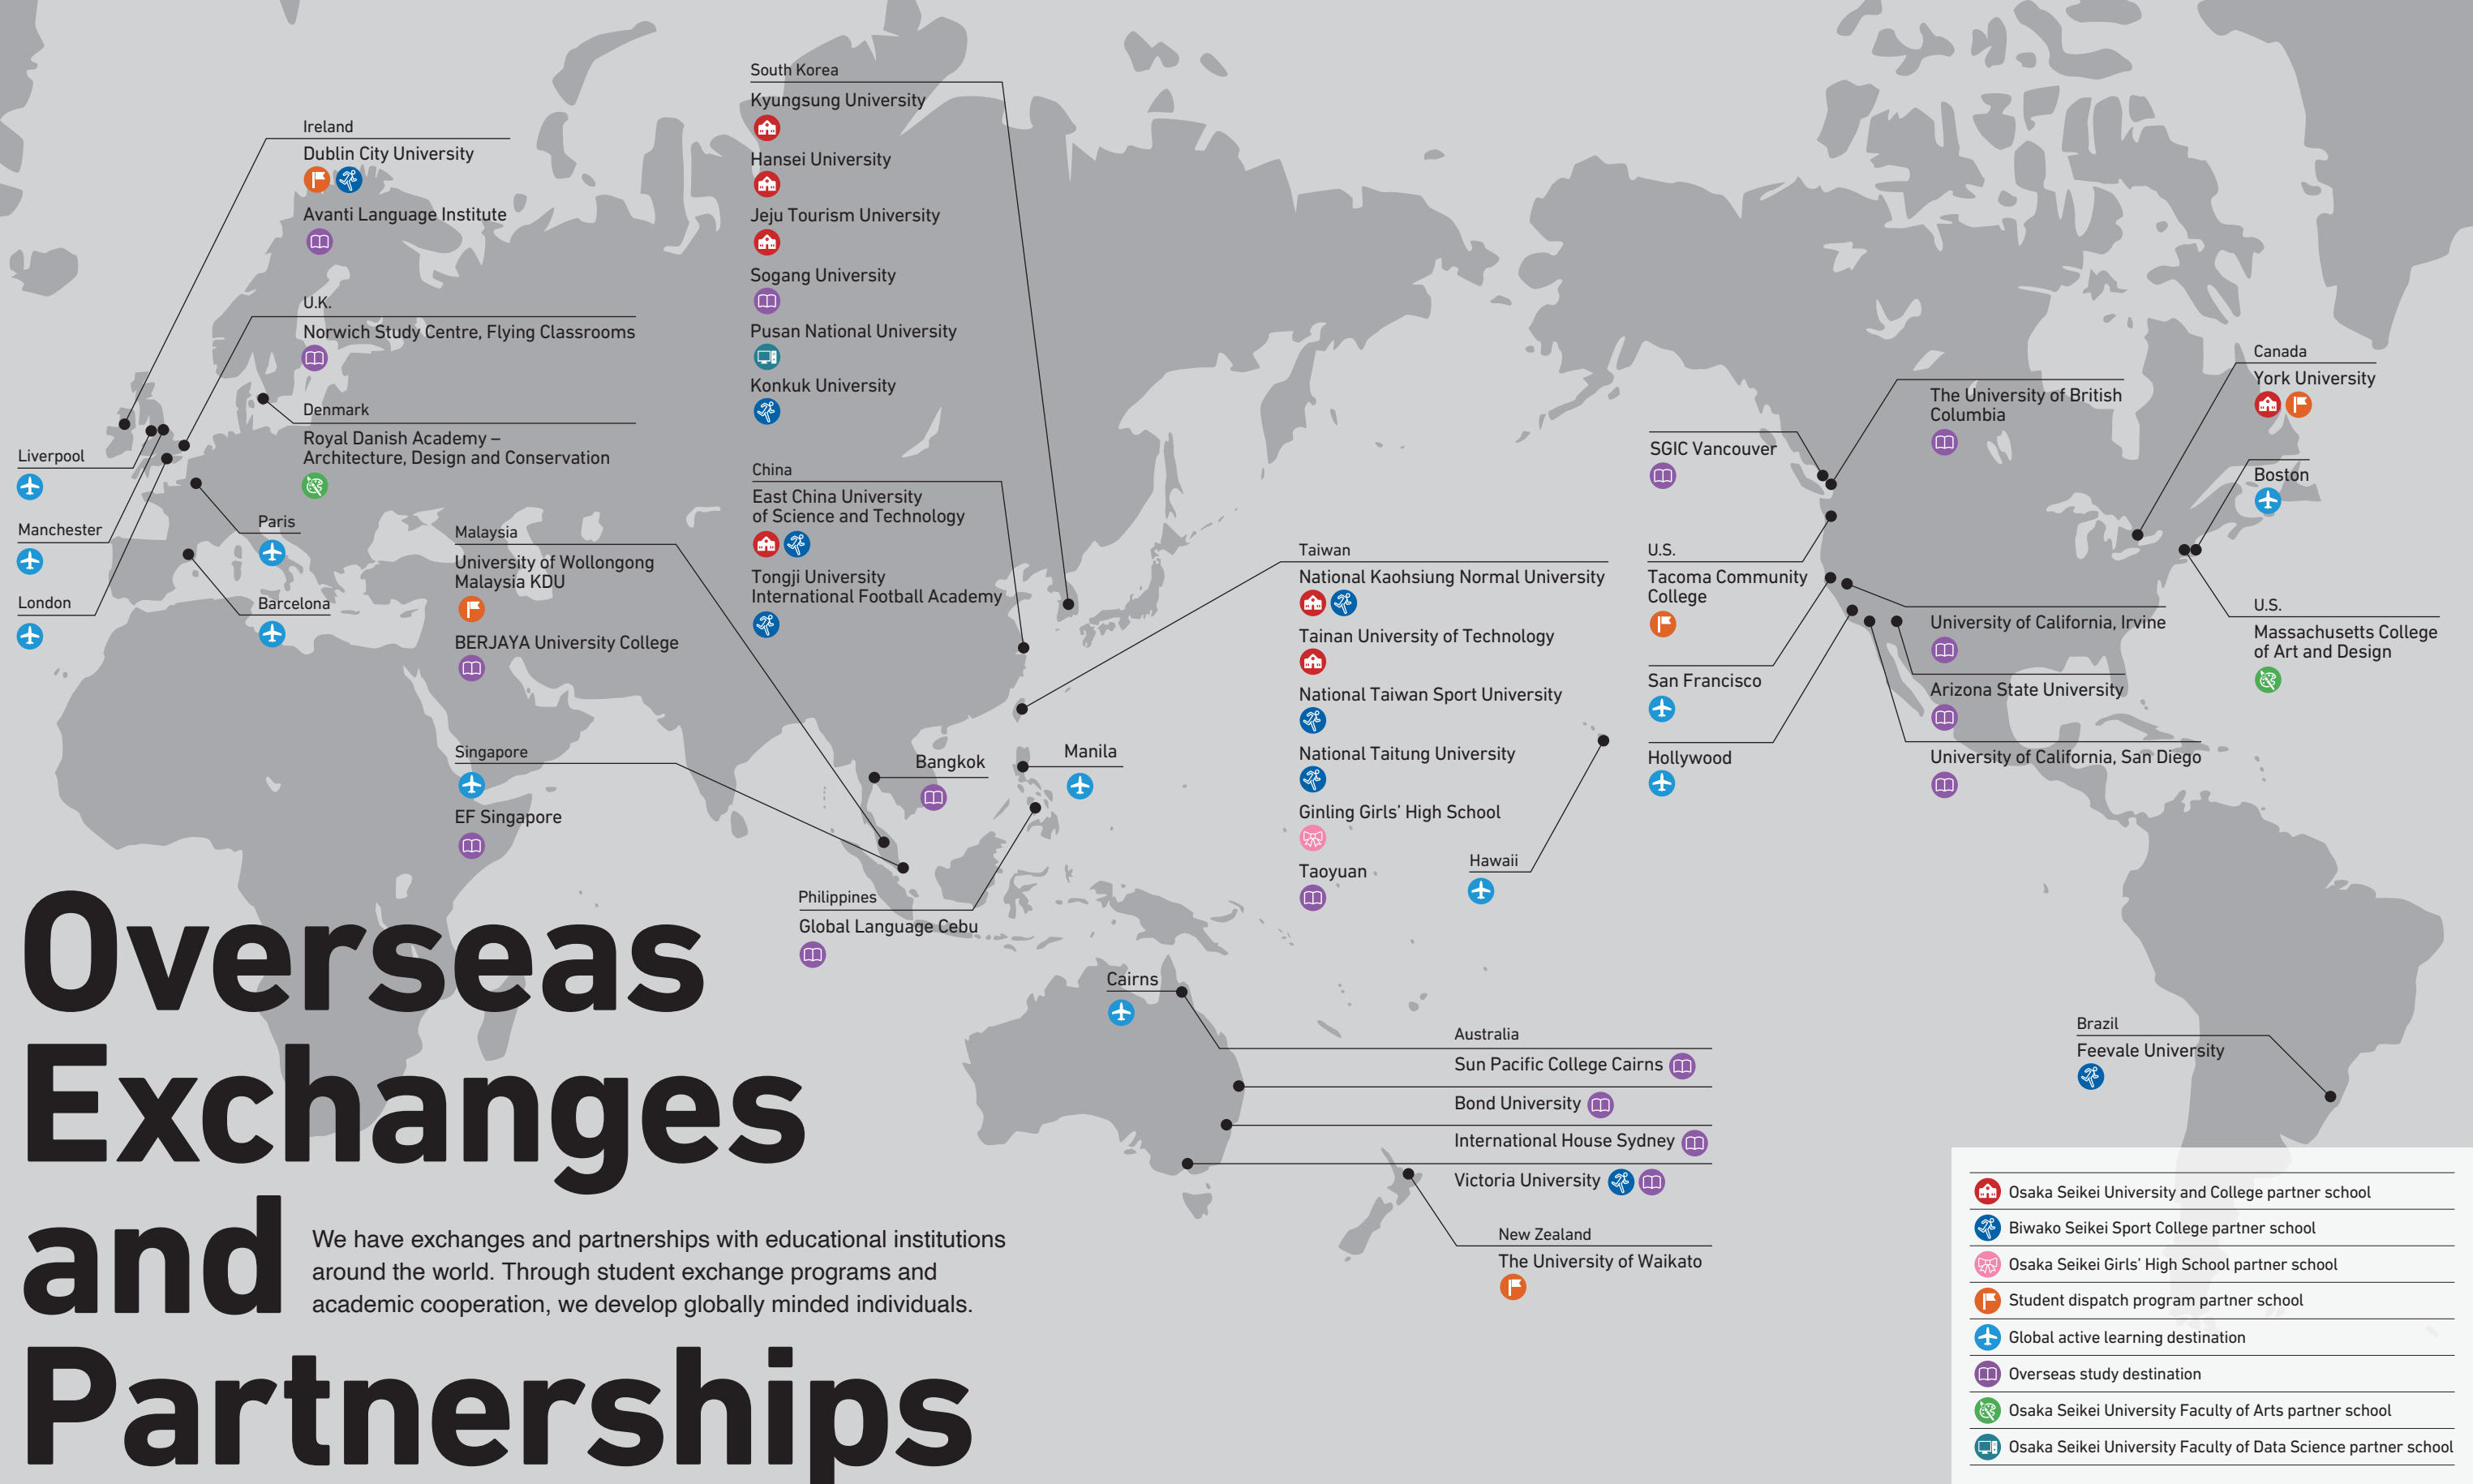 South Korea
Kyungsung University
Hansei University
Jeju Tourism University
Sogang University
Pusan National University
Konkuk University
Ireland
Dublin City University
Avanti Language Institute
U.K.
Norwich Study Centre, Flying Classrooms
Denmark
Royal Danish Academy –
Architecture, Design and Conservation
Liverpool
Manchester
London
Paris
Barcelona
China
East China University
of Science and Technology
Tongji University
International Football Academy
Malaysia
University of Wollongong
Malaysia KDU
BERJAYA University College
Singapore
EF Singapore
Bangkok
Manila
Philippines
Global Language Cebu
Taiwan
National Kaohsiung Normal University
Tainan University of Technology
National Taiwan Sport University
National Taitung University
Ginling Girls' High School
Taoyuan
Hawaii
SGIC Vancouver
The University of British
Columbia
U.S.
Tacoma Community
College
San Francisco
Hollywood
University of California, Irvine
Arizona State University
University of California, San Diego
Canada
York University
Boston
U.S.
Massachusetts College
of Art and Design
Cairns
Australia
Sun Pacific College Cairns
Bond University
International House Sydney
Victoria University
New Zealand
The University of Waikato
Brazil
Feevale University
Overseas
Exchanges
and
Partnerships
We have exchanges and partnerships with educational institutions
around the world. Through student exchange programs and
academic cooperation, we develop globally minded individuals.
Osaka Seikei University and College partner school
Biwako Seikei Sport College partner school
Osaka Seikei Girls' High School partner school
Student dispatch program partner school
Global active learning destination
Overseas study destination
Osaka Seikei University Faculty of Arts partner school
Osaka Seikei University Faculty of Data Science partner school